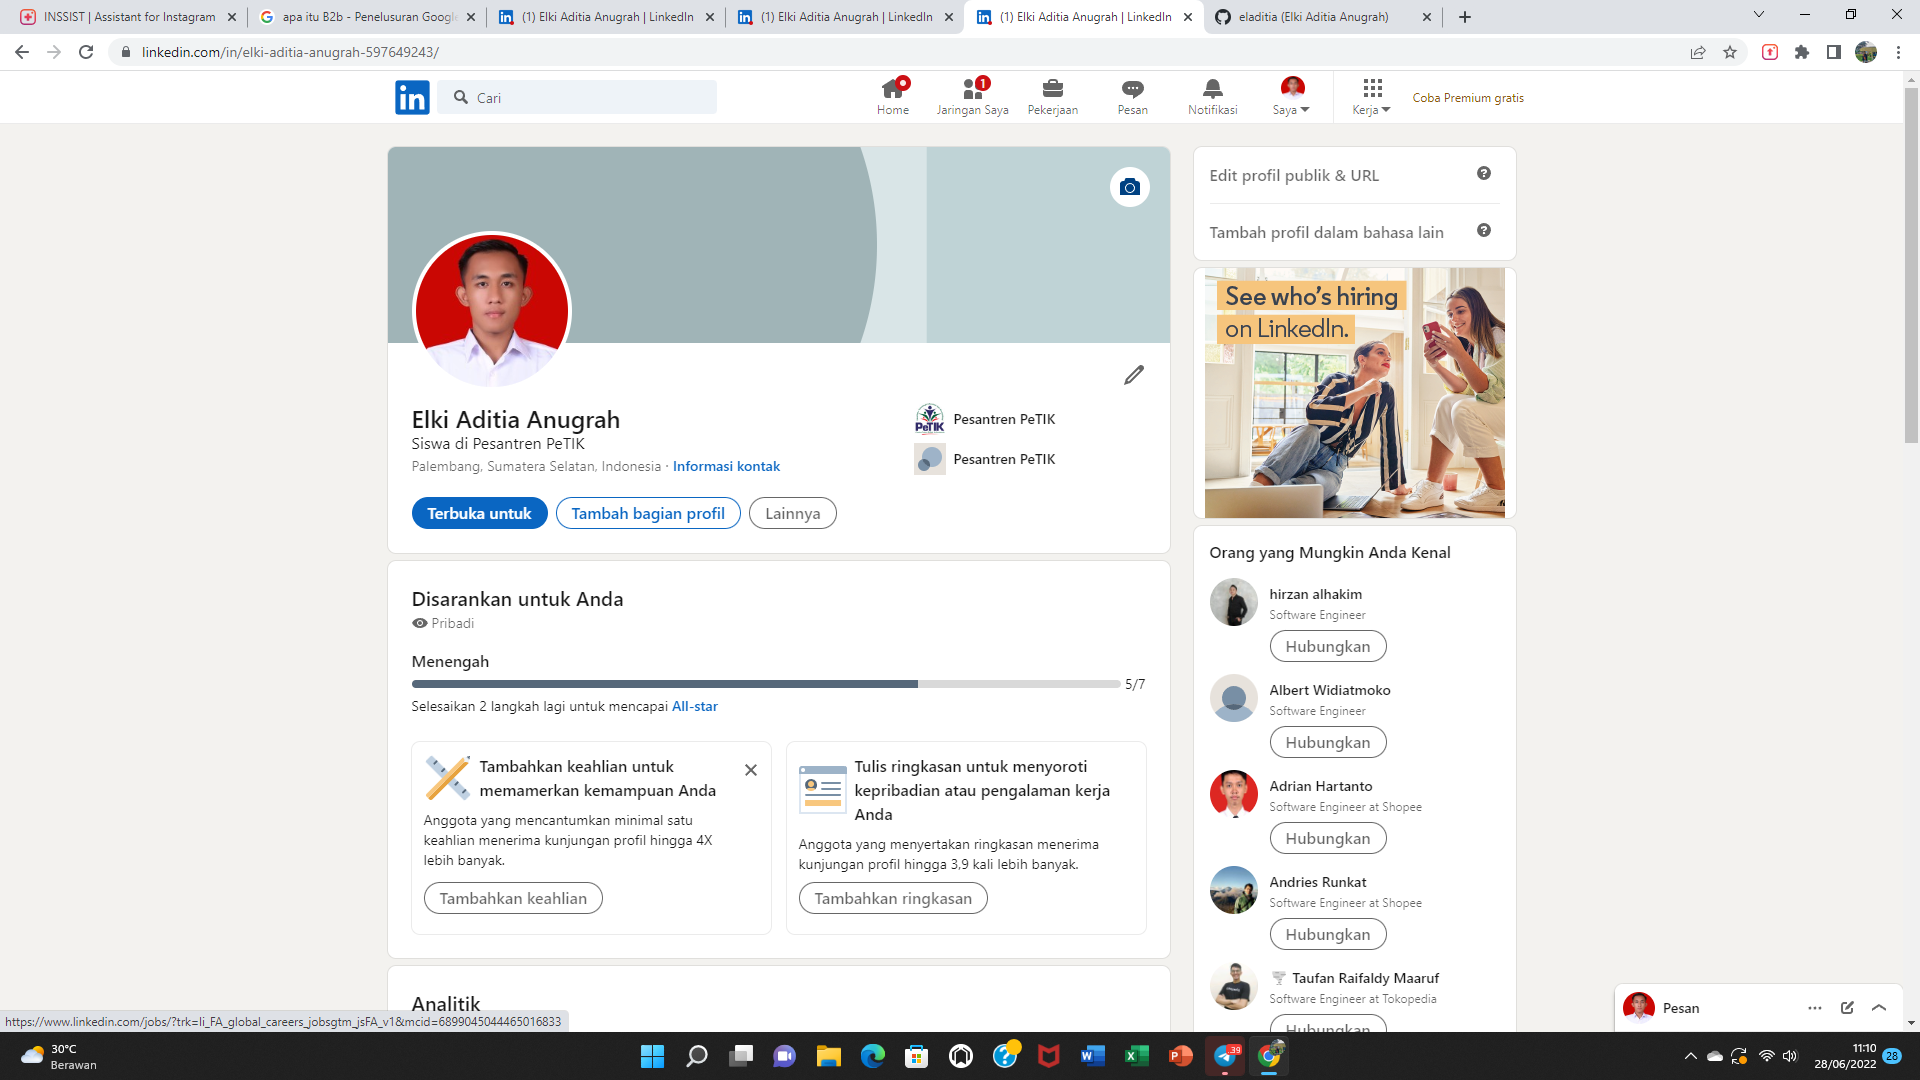 INSSIST | Assistant for Instagram
apa itu B2b - Penelusuran Google
(1) Elki Aditia Anugrah | LinkedIn
(1) Elki Aditia Anugrah | LinkedIn
(1) Elki Aditia Anugrah | LinkedIn
eladitia (Elki Aditia Anugrah)
linkedin.com/in/elki-aditia-anugrah-597649243/
in
Cari
Home
1
Jaringan Saya
Pekerjaan
Pesan
Notifikasi
Saya
Kerja
Coba Premium gratis
Elki Aditia Anugrah
Siswa di Pesantren PeTIK
Palembang, Sumatera Selatan, Indonesia · Informasi kontak
PeTIK
Pesantren PeTIK
Pesantren PeTIK
Terbuka untuk
Tambah bagian profil
Lainnya
Disarankan untuk Anda
Pribadi
Menengah
5/7
Selesaikan 2 langkah lagi untuk mencapai All-star
Tambahkan keahlian untuk
memamerkan kemampuan Anda
Anggota yang mencantumkan minimal satu
keahlian menerima kunjungan profil hingga 4X
lebih banyak.
Tambahkan keahlian
Tulis ringkasan untuk menyoroti
kepribadian atau pengalaman kerja
Anda
Anggota yang menyertakan ringkasan menerima
kunjungan profil hingga 3,9 kali lebih banyak.
Tambahkan ringkasan
Analitik
Edit profil publik & URL
Tambah profil dalam bahasa lain
See who's hiring
on LinkedIn.
Orang yang Mungkin Anda Kenal
hirzan alhakim
Software Engineer
Hubungkan
Albert Widiatmoko
Software Engineer
Hubungkan
Adrian Hartanto
Software Engineer at Shopee
Hubungkan
Andries Runkat
Software Engineer at Shopee
Hubungkan
Taufan Raifaldy Maaruf
Software Engineer at Tokopedia
Hubungkan
Pesan
https://www.linkedin.com/jobs/?trk=li_FA_global_careers_jobsgtm_jsFA_v1&mcid=6899045044465016833
30°C
Berawan
39
11:10
28/06/2022
28